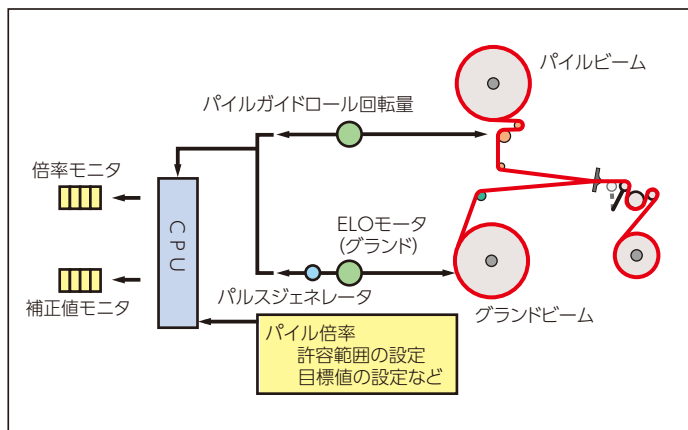 パイルビーム
パイルガイドロール回転量
倍率モニタ
CPU
ELOモータ
(グランド)
補正値モニタ
パルスジェネレータ
グランドビーム
パイル倍率
許容範囲の設定
目標値の設定など